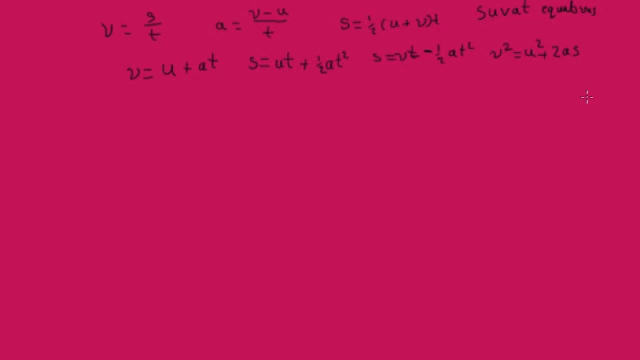 v = s/t a = v-u/t s = ½(u+v)t Suvat equations
v = u + at s = ut + ½at² s = vt - ½at² v² = u² + 2as